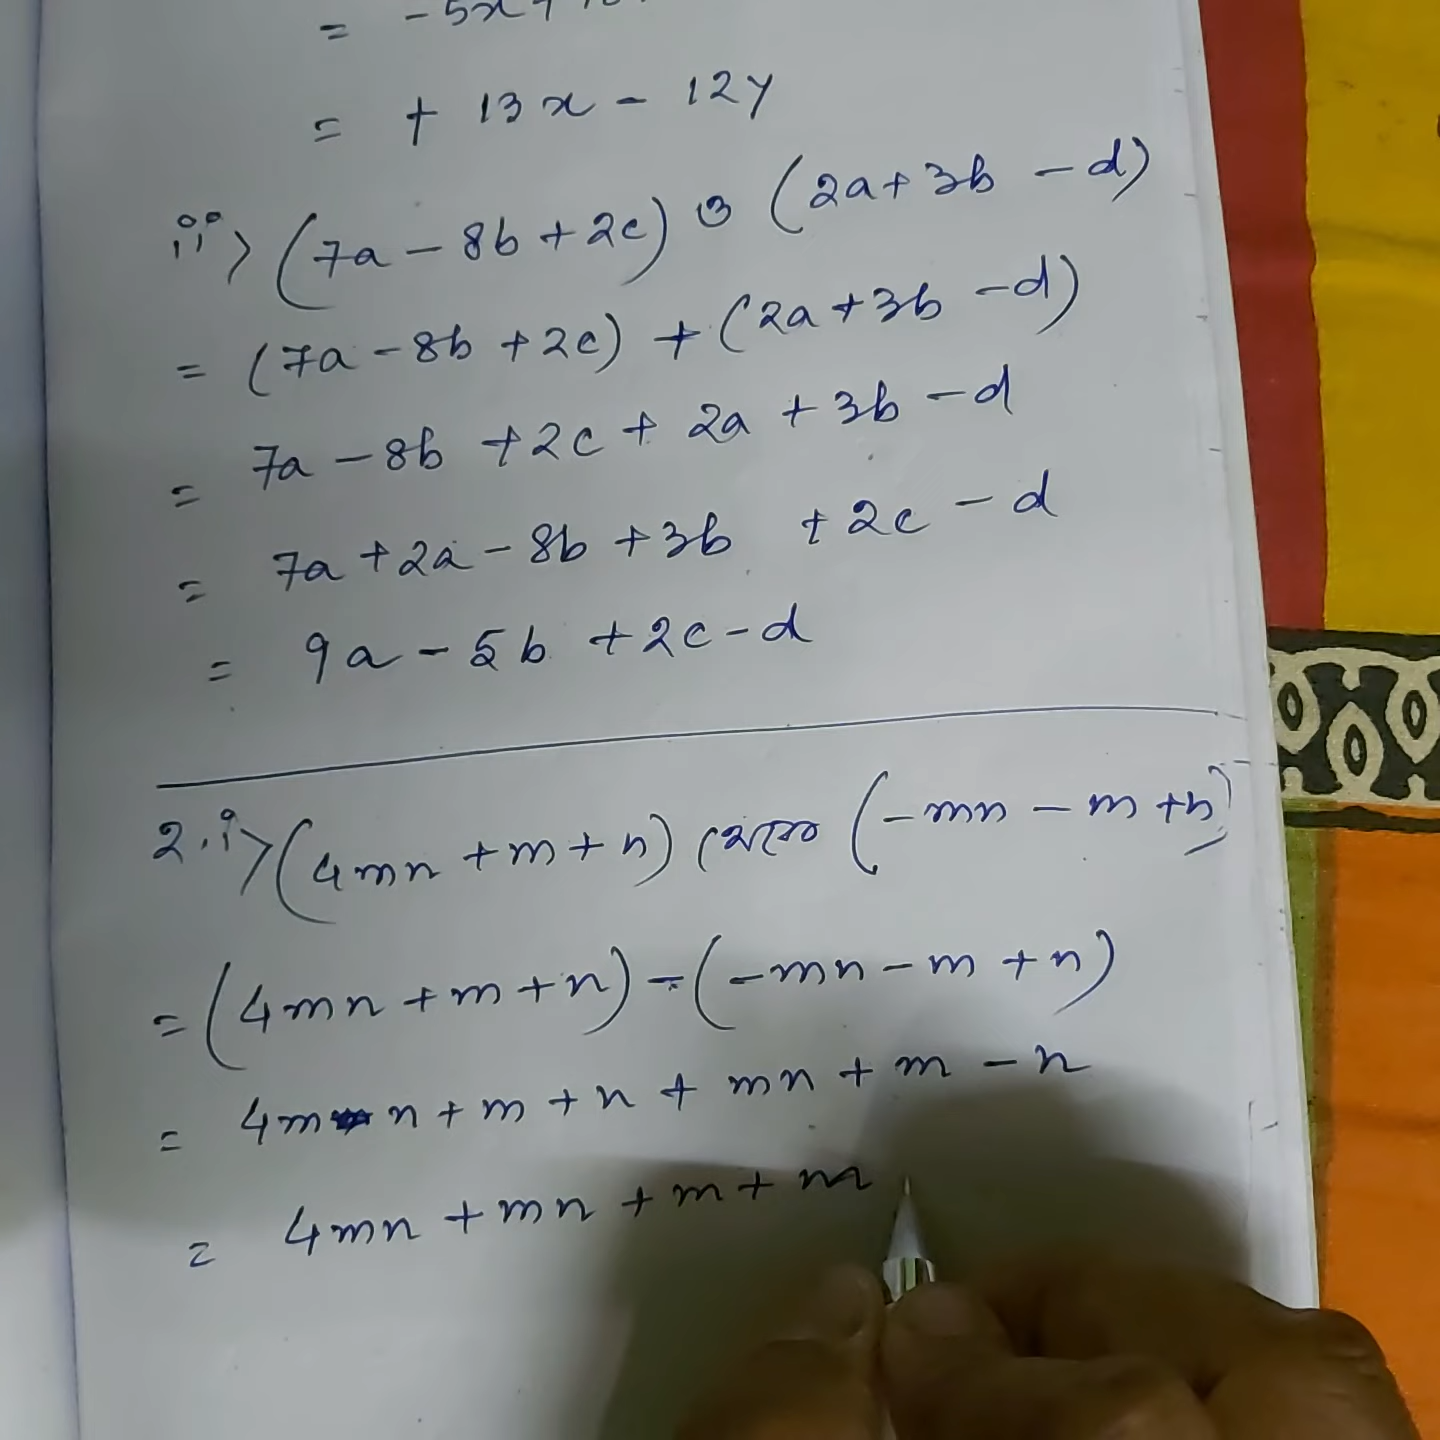 = - 5x +
= + 13x - 12y
ii> (7a - 8b + 2c) ও (2a + 3b - d)
= (7a - 8b + 2c) + (2a + 3b - d)
= 7a - 8b + 2c + 2a + 3b - d
= 7a + 2a - 8b + 3b + 2c - d
= 9a - 5b + 2c - d
2.i> (4mn + m + n) থেকে (- mn - m + n)
= (4mn + m + n) - (- mn - m + n)
= 4mn + m + n + mn + m - n
= 4mn + mn + m + m